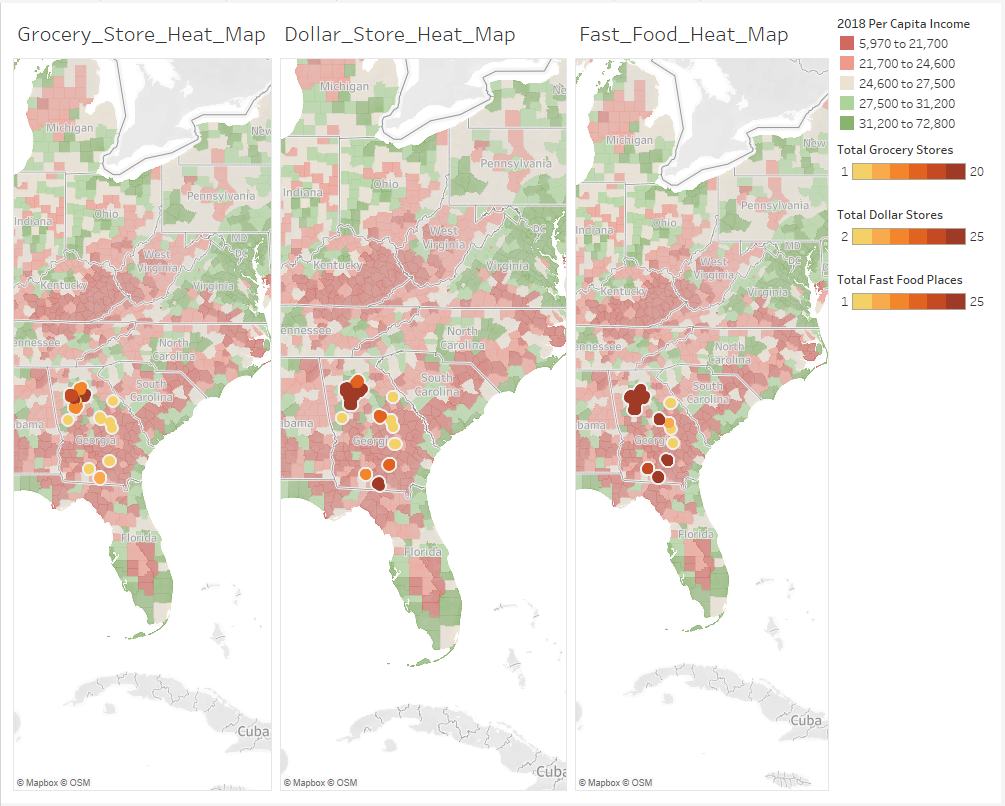 Grocery_Store_Heat_Map
Dollar_Store_Heat_Map
Fast_Food_Heat_Map
2018 Per Capita Income
5,970 to 21,700
21,700 to 24,600
24,600 to 27,500
27,500 to 31,200
31,200 to 72,800
Total Grocery Stores
1 20
Total Dollar Stores
2 25
Total Fast Food Places
1 25
Michigan
New
Pennsylvania
Indiana
Ohio
MD
DC
West
Virginia
Virginia
Kentucky
ennessee
North
Carolina
South
Carolina
bama
Georgia
Florida
Cuba
© Mapbox © OSM
Michigan
Ne
Pennsylvania
Indiana
Ohio
DC
West
Virginia
Virginia
Kentucky
ennessee
North
Carolina
South
Carolina
bama
Georgi
Florida
Cuba
© Mapbox © OSM
Michigan
New
Pennsylvania
ndiana
Ohio
MD
DC
West
Virginia
Virginia
Kentucky
ennessee
North
Carolina
South
Carolina
bama
Georgi
Florida
Cuba
© Mapbox © OSM